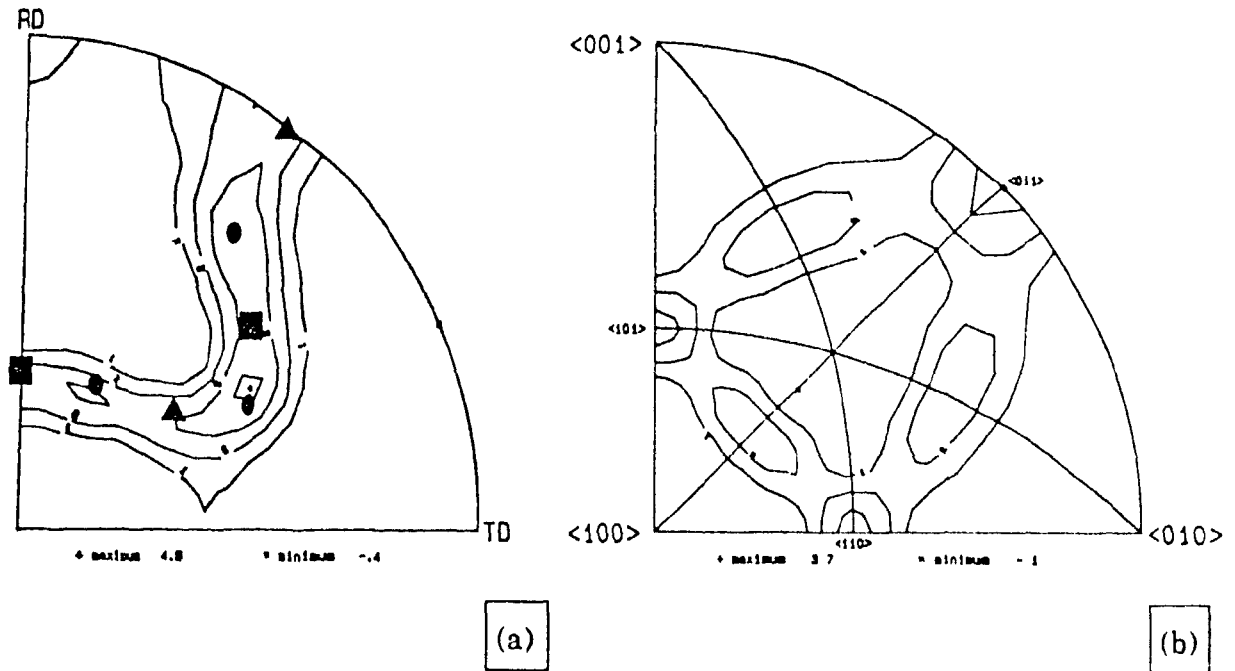 RD
TD
+ maximum 4.8 * minimum -.4
(a)
<001>
<011>
<101>
<100>
<110>
<010>
+ maximum 3.7 * minimum -.1
(b)